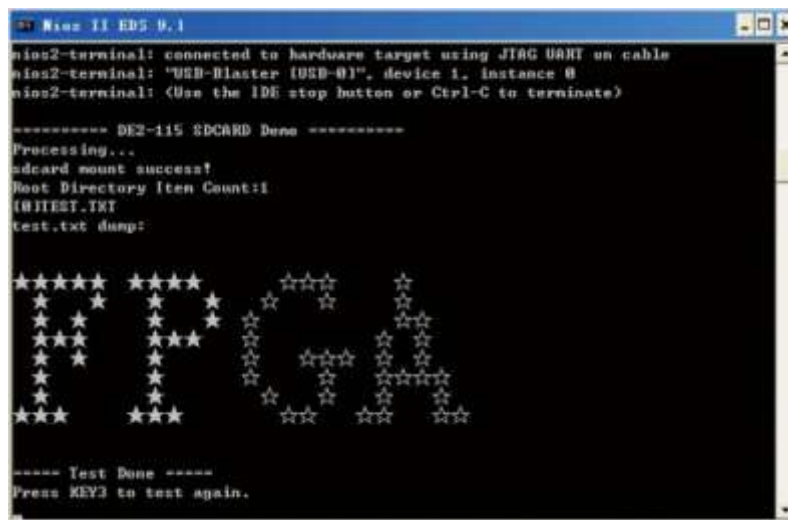 Nios II EDS 9.1
nios2-terminal: connected to hardware target using JTAG UART on cable
nios2-terminal: "USB-Blaster [USB-0]", device 1, instance 0
nios2-terminal: (Use the IDE stop button or Ctrl-C to terminate)
---------- DE2-115 SDCARD Demo ----------
Processing...
sdcard mount success!
Root Directory Item Count:1
[0]TEST.TXT
test.txt dump:
FPGA
----- Test Done -----
Press KEY3 to test again.